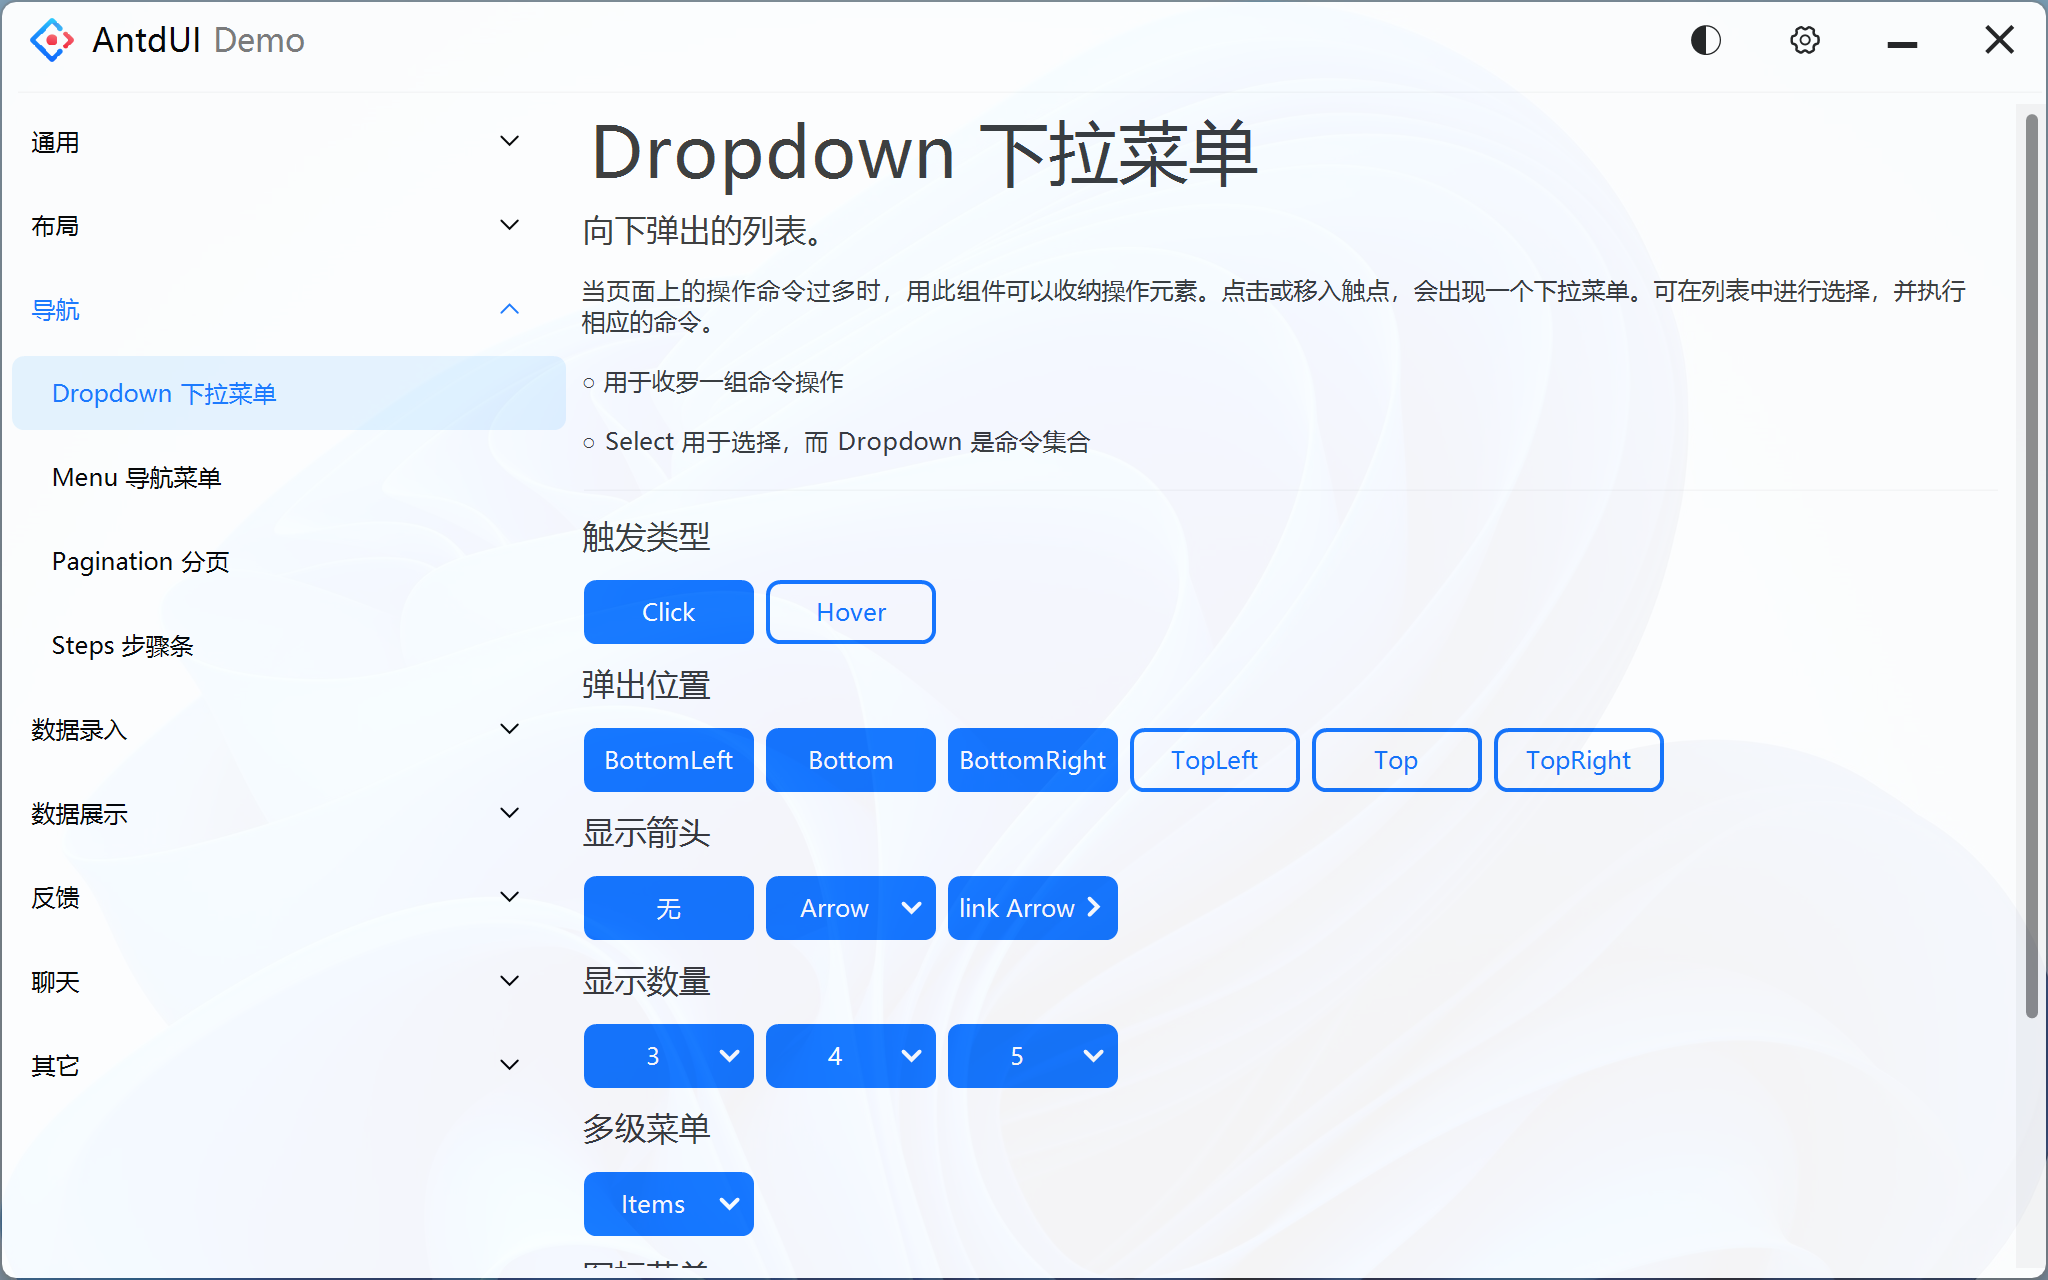 AntdUI Demo
通用
布局
导航
Dropdown 下拉菜单
Menu 导航菜单
Pagination 分页
Steps 步骤条
数据录入
数据展示
反馈
聊天
其它
Dropdown 下拉菜单
向下弹出的列表。
当页面上的操作命令过多时，用此组件可以收纳操作元素。点击或移入触点，会出现一个下拉菜单。可在列表中进行选择，并执行
相应的命令。
○ 用于收罗一组命令操作
○ Select 用于选择，而 Dropdown 是命令集合
触发类型
Click Hover
弹出位置
BottomLeft Bottom BottomRight TopLeft Top TopRight
显示箭头
无 Arrow link Arrow
显示数量
3 4 5
多级菜单
Items